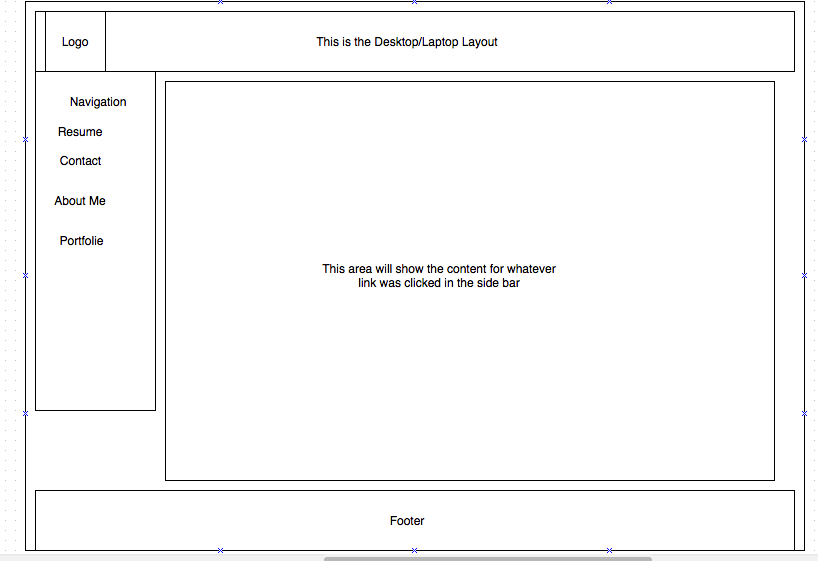 Logo
This is the Desktop/Laptop Layout
Navigation
Resume
Contact
About Me
Portfolie
This area will show the content for whatever
link was clicked in the side bar
Footer